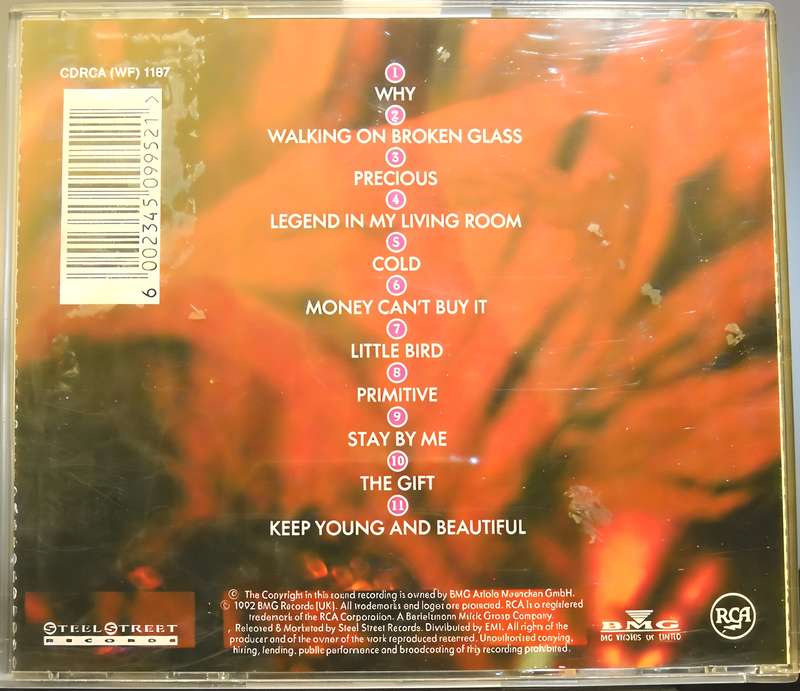 CDRCA (WF) 1187
6 002345 099521 >
1
WHY
2
WALKING ON BROKEN GLASS
3
PRECIOUS
4
LEGEND IN MY LIVING ROOM
5
COLD
6
MONEY CAN'T BUY IT
7
LITTLE BIRD
8
PRIMITIVE
9
STAY BY ME
10
THE GIFT
11
KEEP YOUNG AND BEAUTIFUL
© The Copyright in this sound recording is owned by BMG Ariola Muenchen GmbH.
© 1992 BMG Records (UK). All trademarks and logos are protected. RCA is a registered
trademark of the RCA Corporation. A Bertelsmann Music Group Company.
Released & Marketed by Steel Street Records. Distributed by EMI. All rights of the
producer and of the owner of the work reproduced reserved. Unauthorised copying,
hiring, lending, public performance and broadcasting of this recording prohibited.
STEEL STREET
RECORDS
BMG
RCA